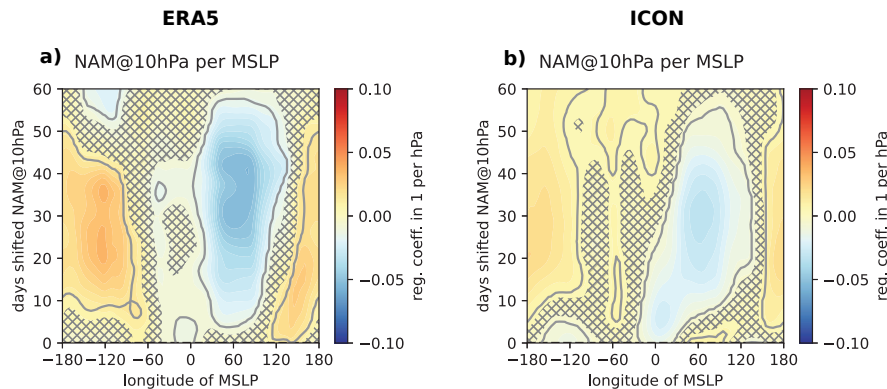 ERA5
ICON
a) NAM@10hPa per MSLP
b) NAM@10hPa per MSLP
days shifted NAM@10hPa
60
50
40
30
20
10
0
−180 −120 −60 0 60 120 180
longitude of MSLP
0.10
0.05
0.00
−0.05
−0.10
reg. coeff. in 1 per hPa
days shifted NAM@10hPa
60
50
40
30
20
10
0
−180 −120 −60 0 60 120 180
longitude of MSLP
0.10
0.05
0.00
−0.05
−0.10
reg. coeff. in 1 per hPa